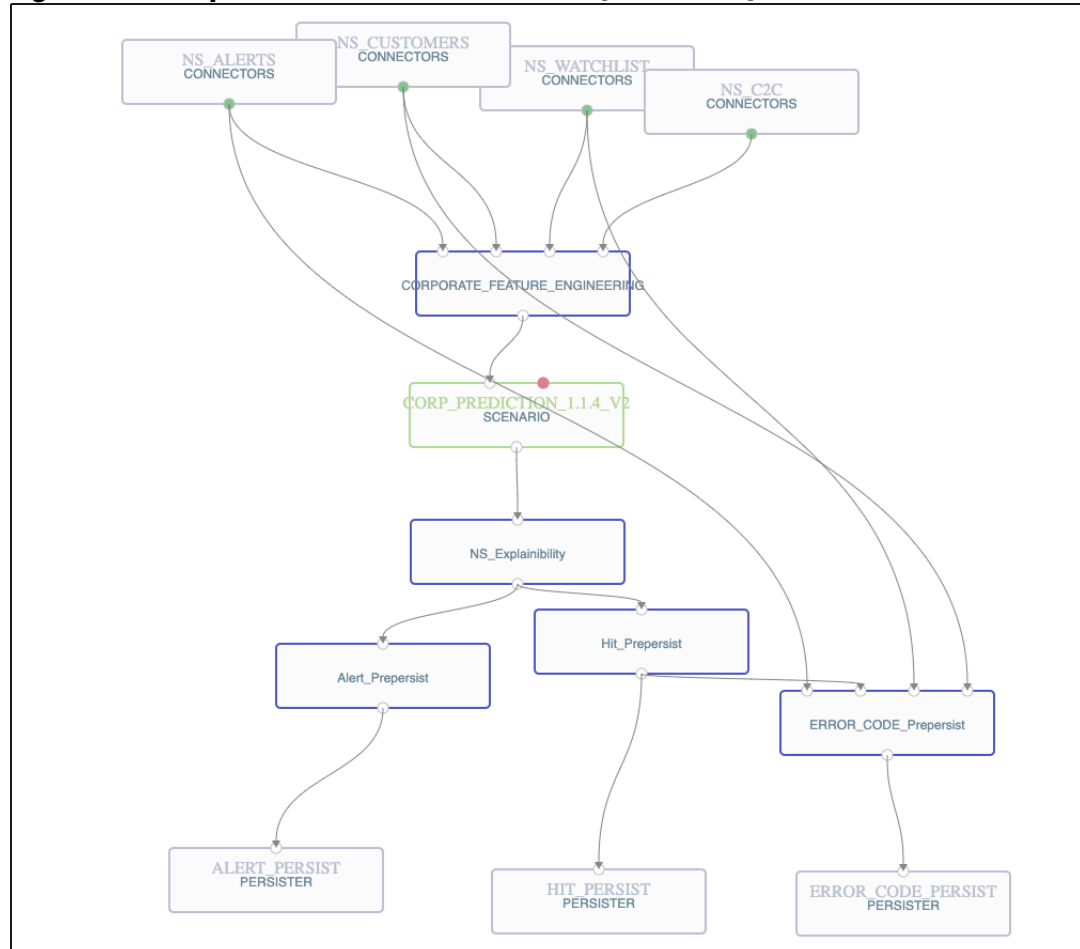 NS_ALERTS
CONNECTORS
NS_CUSTOMERS
CONNECTORS
NS_WATCHLIST
CONNECTORS
NS_C2C
CONNECTORS
CORPORATE_FEATURE_ENGINEERING
CORP_PREDICTION_1.1.4_V2
SCENARIO
NS_Explainibility
Hit_Prepersist
Alert_Prepersist
ERROR_CODE_Prepersist
ALERT_PERSIST
PERSISTER
HIT_PERSIST
PERSISTER
ERROR_CODE_PERSIST
PERSISTER